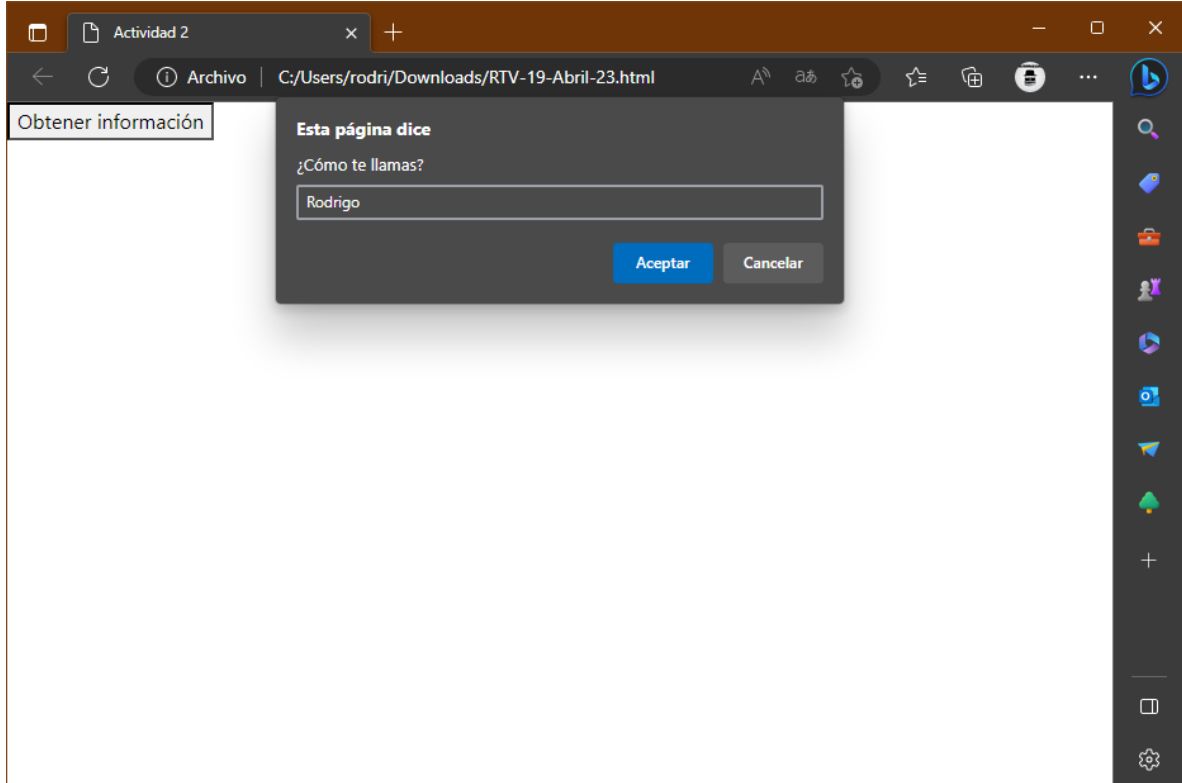 Actividad 2
Archivo | C:/Users/rodri/Downloads/RTV-19-Abril-23.html
Obtener información
Esta página dice
¿Cómo te llamas?
Rodrigo
Aceptar Cancelar